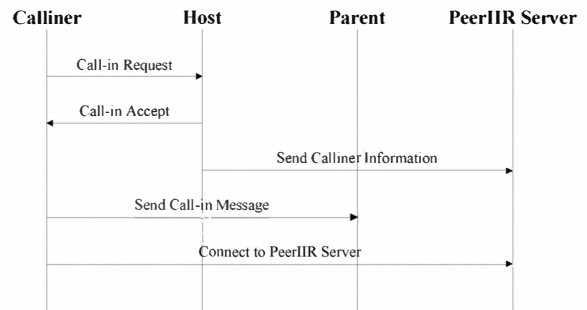 Calliner Host Parent PeerIIR Server
Call-in Request
Call-in Accept
Send Calliner Information
Send Call-in Message
Connect to PeerIIR Server